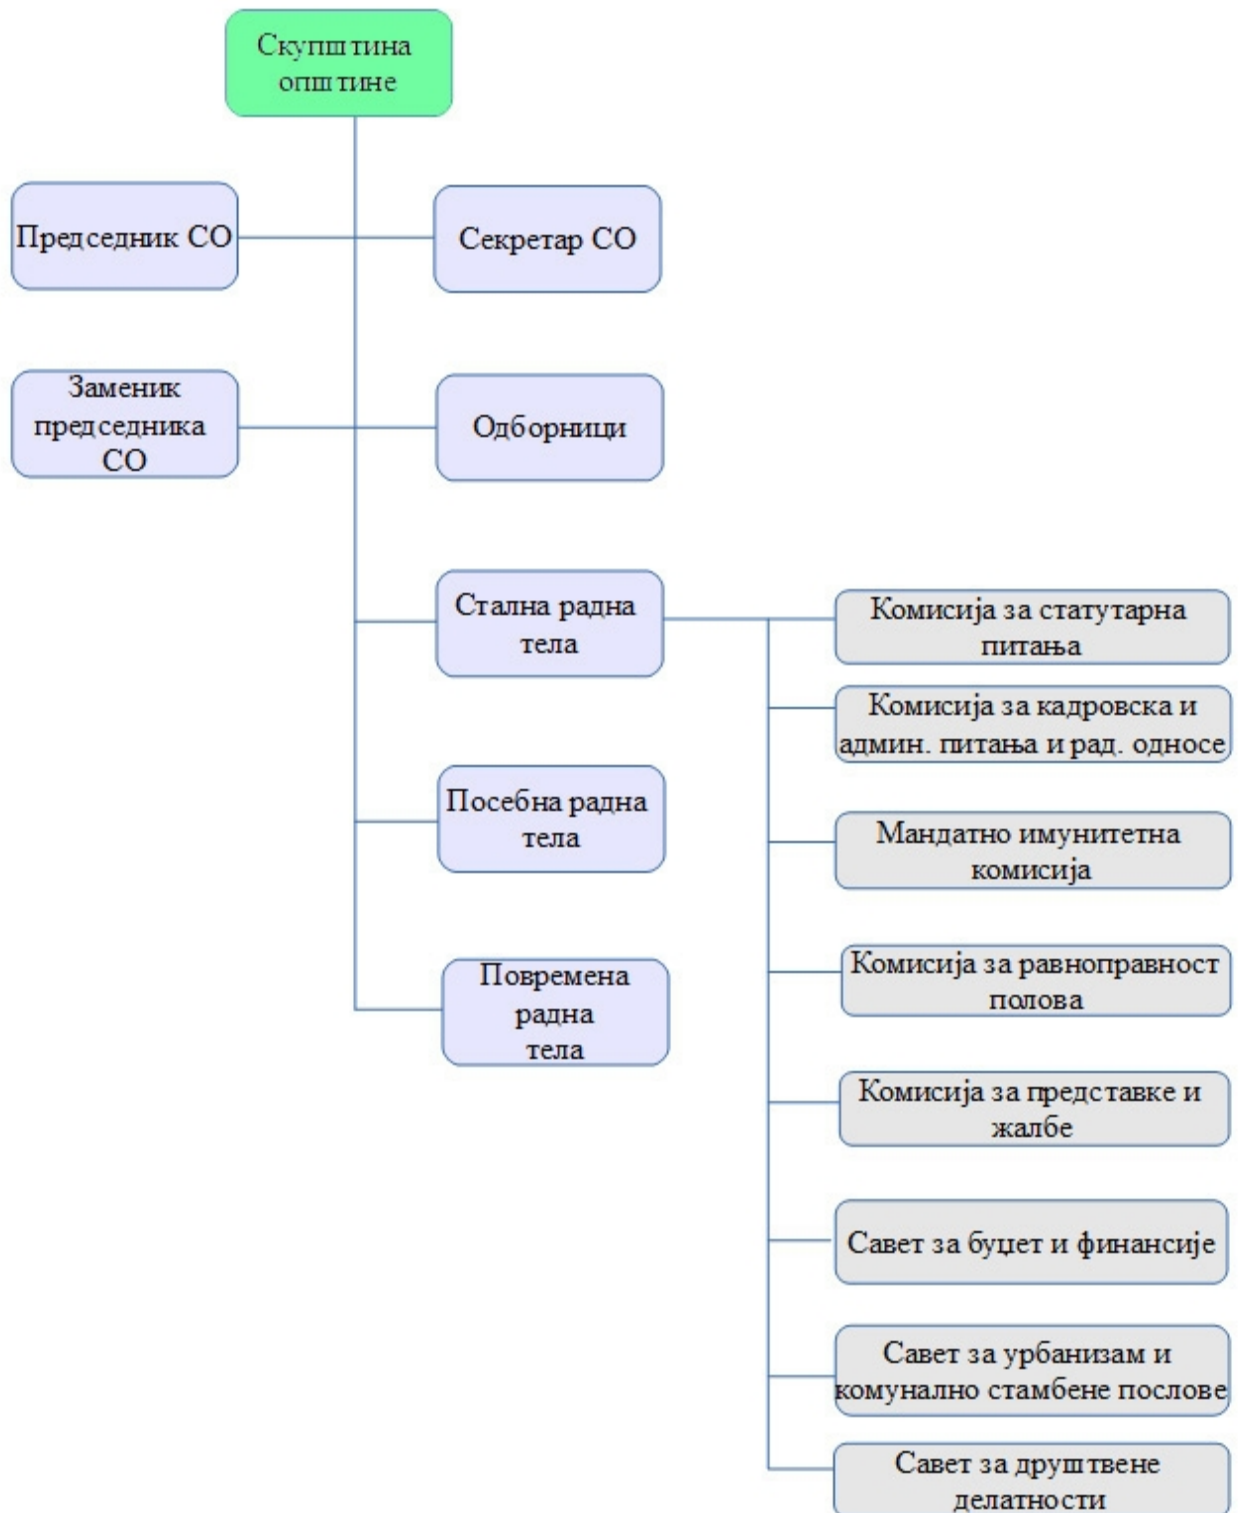 Скупштина
општине
Председник СО
Секретар СО
Заменик
председника
СО
Одборници
Стална радна
тела
Посебна радна
тела
Повремена
радна
тела
Комисија за статутарна
питања
Комисија за кадровска и
админ. питања и рад. односе
Мандатно имунитетна
комисија
Комисија за равноправност
полова
Комисија за представке и
жалбе
Савет за буџет и финансије
Савет за урбанизам и
комунално стамбене послове
Савет за друштвене
делатности